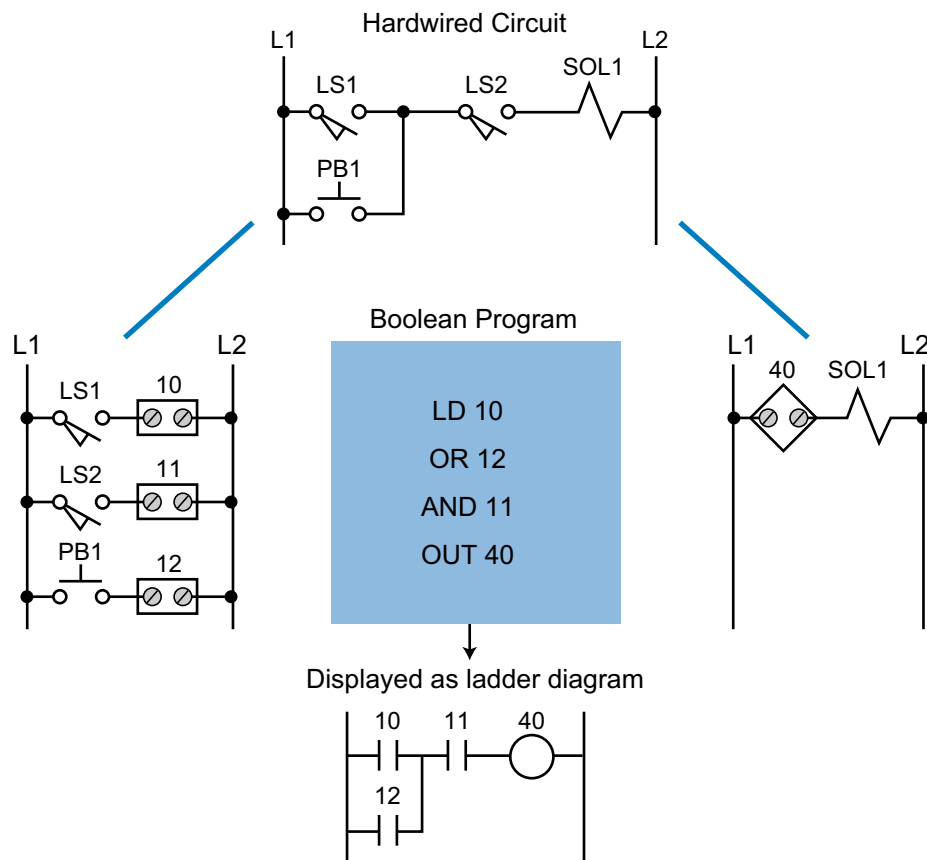 Hardwired Circuit
L1
L2
LS1
LS2
SOL1
PB1
L1
L2
LS1
10
LS2
11
PB1
12
Boolean Program
LD 10
OR 12
AND 11
OUT 40
L1
L2
40
SOL1
Displayed as ladder diagram
10
11
40
12